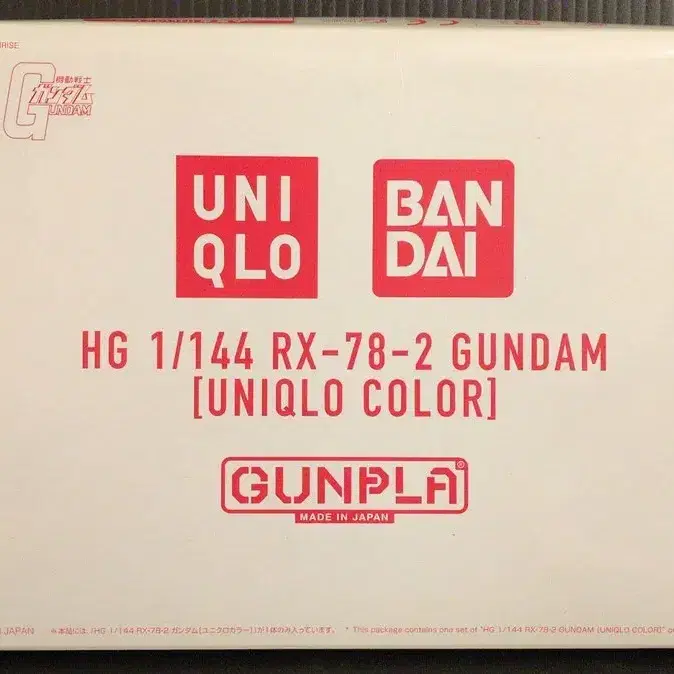 機動戦士
ガンダム
GUNDAM
UNI
QLO
BAN
DAI
HG 1/144 RX-78-2 GUNDAM
[UNIQLO COLOR]
GUNPLA®
MADE IN JAPAN
JAPAN ※本品には、「HG 1/144 RX-78-2 ガンダム[ユニクロカラー]」が1体のみ入っています。 * This package contains one set of "HG 1/144 RX-78-2 GUNDAM [UNIQLO COLOR]"